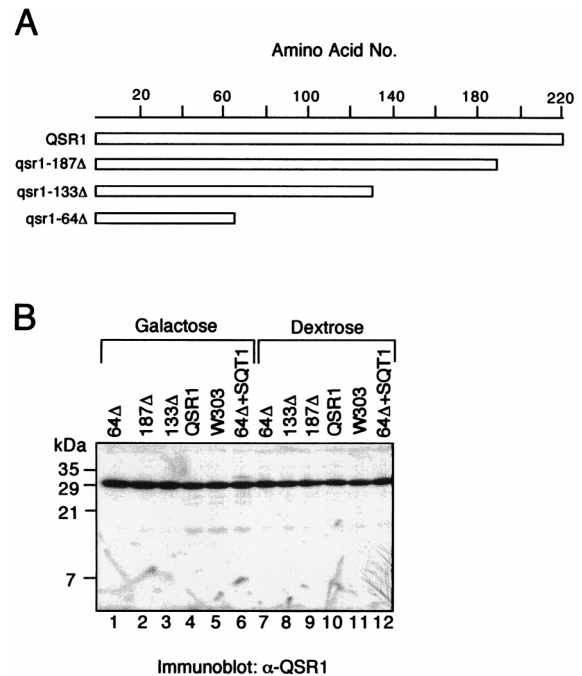 A
Amino Acid No.
20 60 100 140 180 220
QSR1
qsr1-187Δ
qsr1-133Δ
qsr1-64Δ
B
Galactose Dextrose
64Δ 187Δ 133Δ QSR1 W303 64Δ+SQT1 64Δ 133Δ 187Δ QSR1 W303 64Δ+SQT1
kDa
35
29
21
7
1 2 3 4 5 6 7 8 9 10 11 12
Immunoblot: α-QSR1